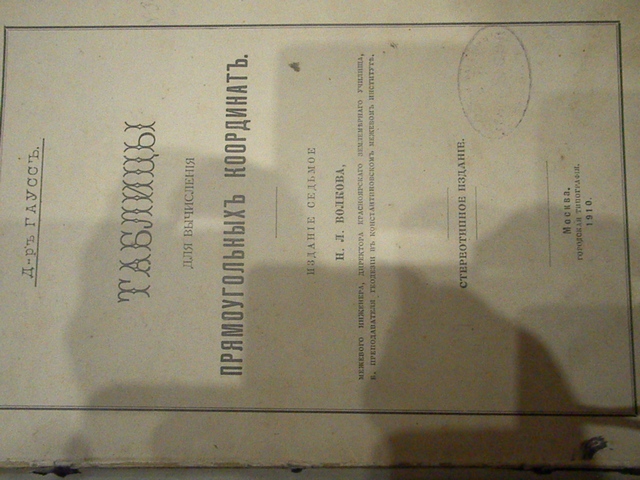 Д-ръ ГАУССЪ.
ТАБЛИЦЫ
ДЛЯ ВЫЧИСЛЕНІЯ
ПРЯМОУГОЛЬНЫХЪ КООРДИНАТЪ.
ИЗДАНІЕ СЕДЬМОЕ
Н. Л. ВОЛКОВА,
МЕЖЕВОГО ИНЖЕНЕРА, ДИРЕКТОРА КРАСНОЯРСКАГО ЗЕМЛЕМѢРНАГО УЧИЛИЩА,
Б. ПРЕПОДАВАТЕЛЯ ГЕОДЕЗІИ ВЪ КОНСТАНТИНОВСКОМЪ МЕЖЕВОМЪ ИНСТИТУТѢ.
СТЕРЕОТИПНОЕ ИЗДАНІЕ.
Москва.
ГОРОДСКАЯ ТИПОГРАФІЯ.
1910.